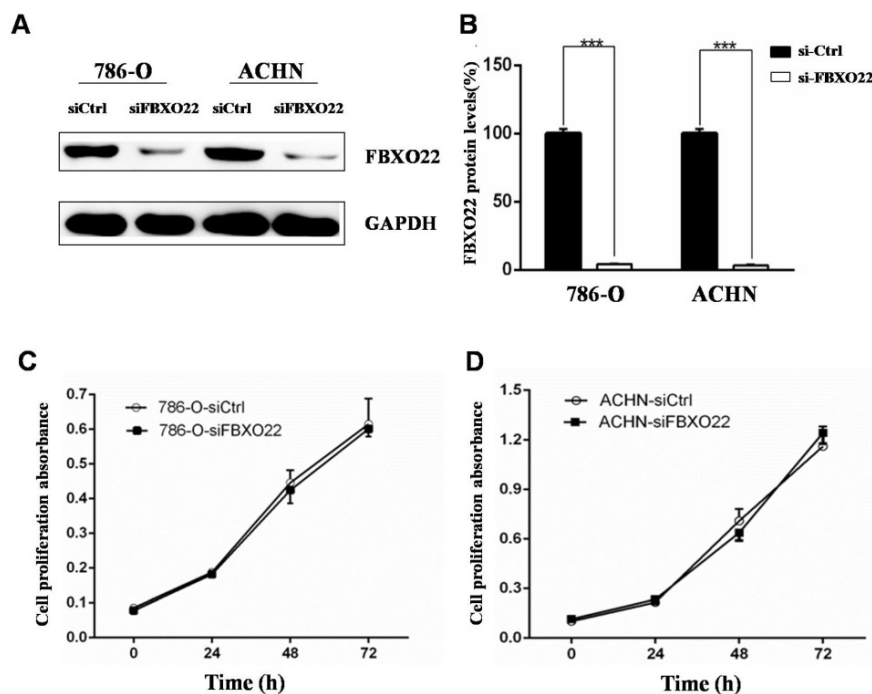 A
786-O ACHN
siCtrl siFBXO22 siCtrl siFBXO22
FBXO22
GAPDH
B
FBXO22 protein levels(%)
150
100
50
0
*** ***
si-Ctrl
si-FBXO22
786-O ACHN
C
Cell proliferation absorbance
0.7
0.6
0.5
0.4
0.3
0.2
0.1
0.0
786-O-siCtrl
786-O-siFBXO22
0 24 48 72
Time (h)
D
Cell proliferation absorbance
1.5
1.2
0.9
0.6
0.3
0.0
ACHN-siCtrl
ACHN-siFBXO22
0 24 48 72
Time (h)